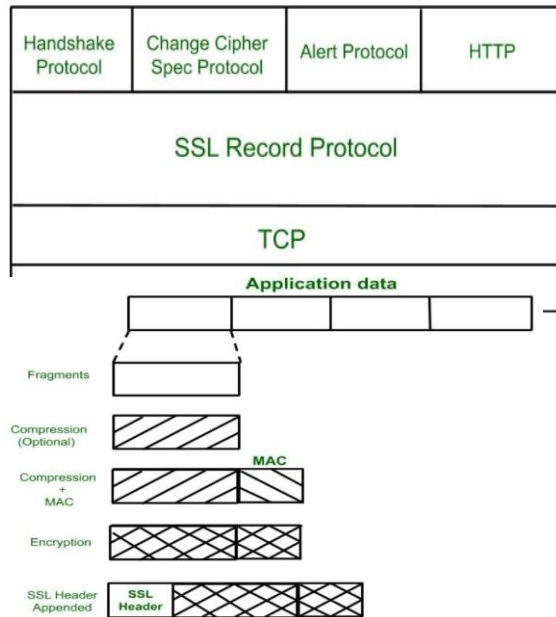 Handshake
Protocol
Change Cipher
Spec Protocol
Alert Protocol
HTTP
SSL Record Protocol
TCP
Application data
Fragments
Compression
(Optional)
MAC
Compression
+
MAC
Encryption
SSL Header
Appended
SSL
Header